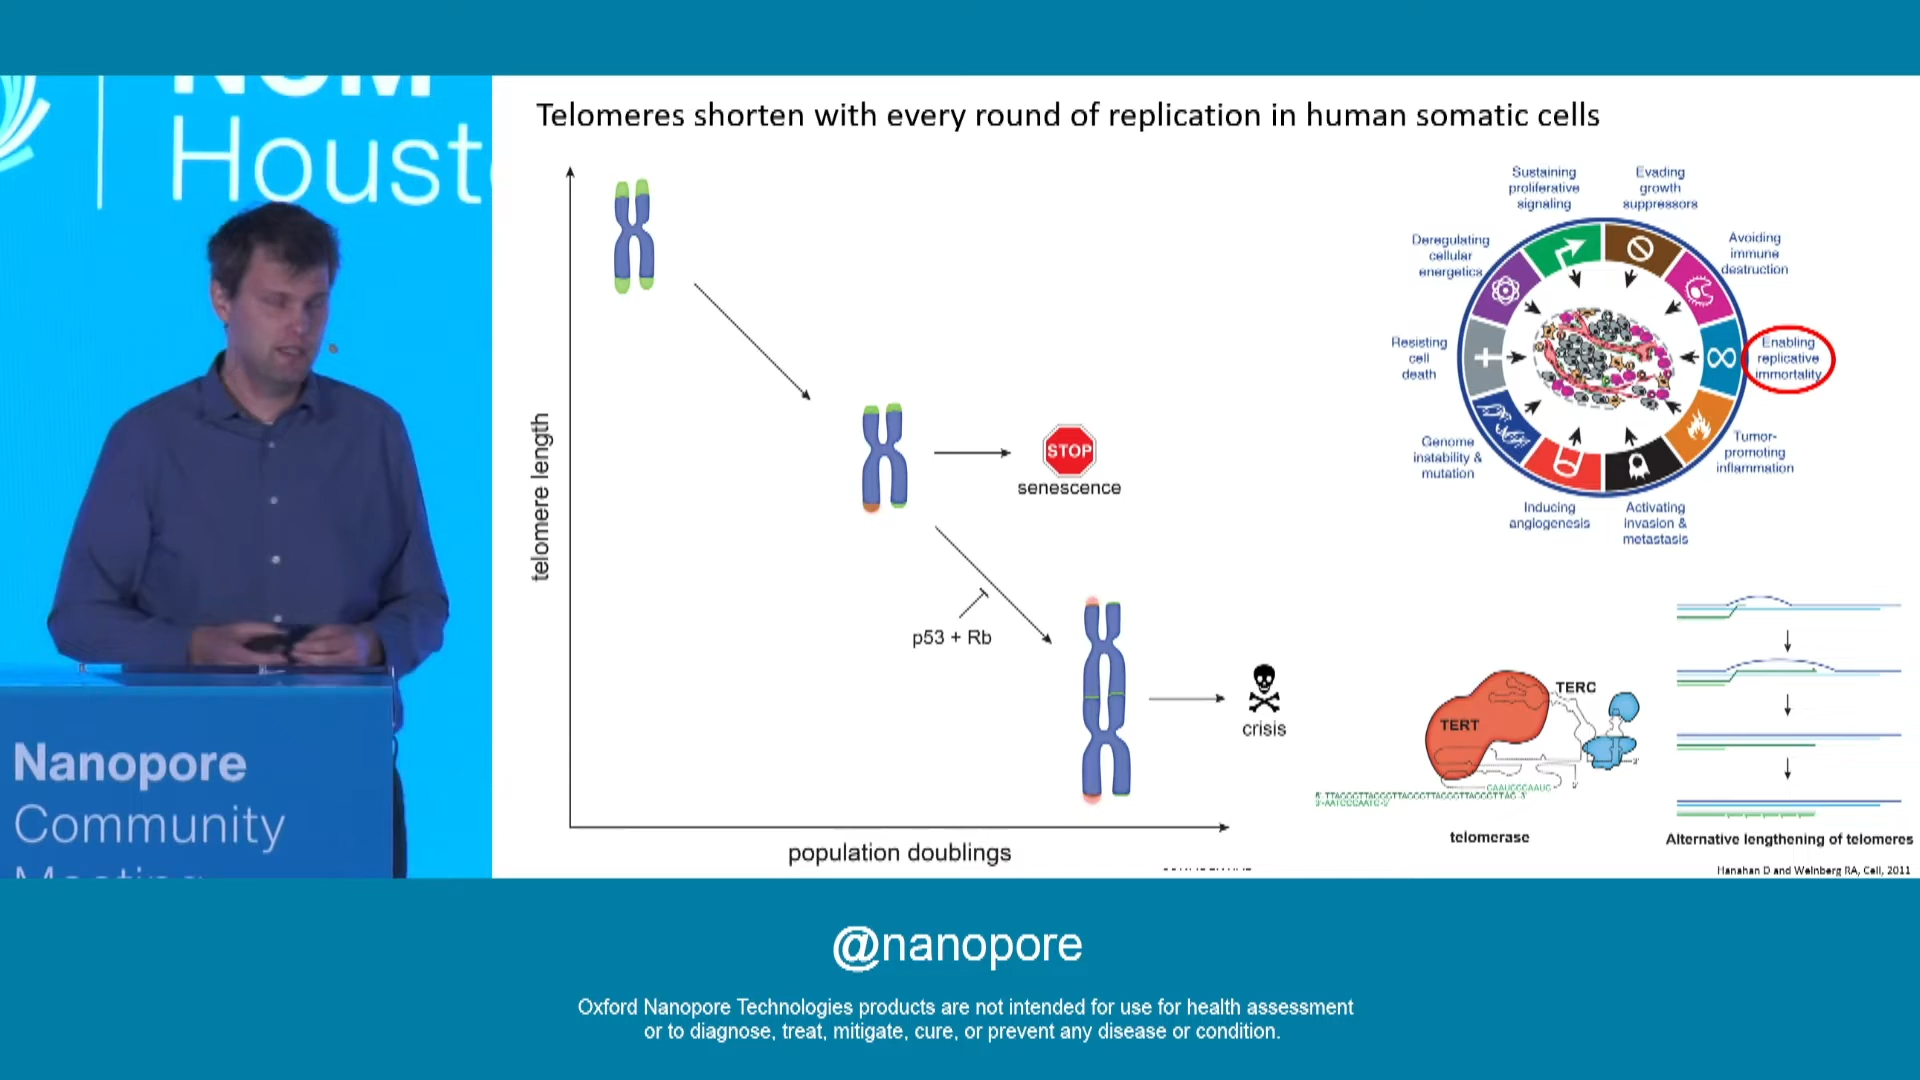 Houst
Nanopore
Community
Telomeres shorten with every round of replication in human somatic cells
telomere length
population doublings
STOP
senescence
p53 + Rb
crisis
Sustaining
proliferative
signaling
Evading
growth
suppressors
Deregulating
cellular
energetics
Avoiding
immune
destruction
Resisting
cell
death
Enabling
replicative
immortality
Genome
instability &
mutation
Tumor-
promoting
inflammation
Inducing
angiogenesis
Activating
invasion &
metastasis
TERT
TERC
telomerase
Alternative lengthening of telomeres
Hanahan D and Weinberg RA, Cell, 2011
@nanopore
Oxford Nanopore Technologies products are not intended for use for health assessment
or to diagnose, treat, mitigate, cure, or prevent any disease or condition.